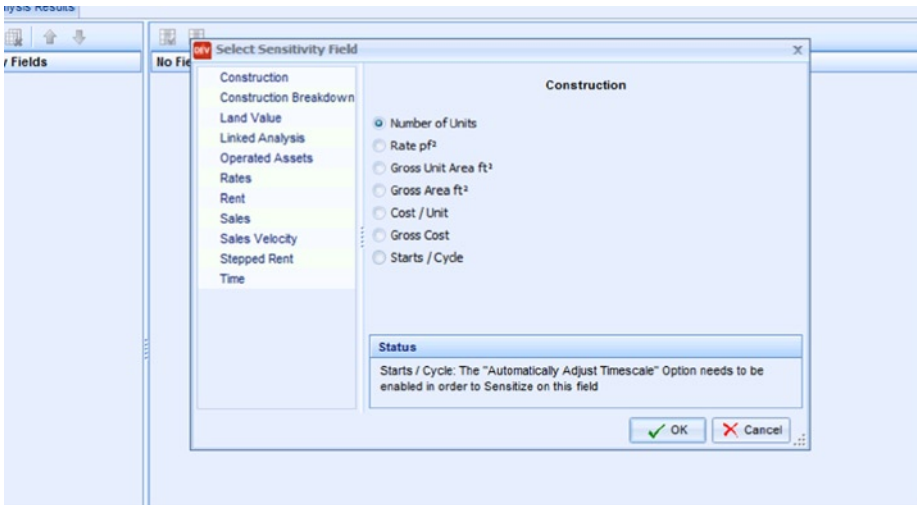 alysis Results
y Fields
No Fie
DEV Select Sensitivity Field
Construction
Construction Breakdown
Land Value
Linked Analysis
Operated Assets
Rates
Rent
Sales
Sales Velocity
Stepped Rent
Time
Construction
Number of Units
Rate pf²
Gross Unit Area ft²
Gross Area ft²
Cost / Unit
Gross Cost
Starts / Cycle
Status
Starts / Cycle: The "Automatically Adjust Timescale" Option needs to be
enabled in order to Sensitize on this field
OK
Cancel